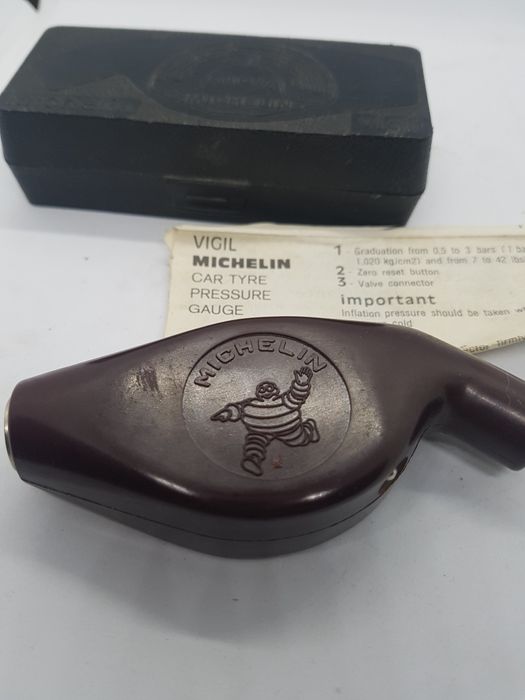 VIGIL
MICHELIN
CAR TYRE
PRESSURE
GAUGE
1 - Graduation from 0,5 to 3 bars (1 ba
1.020 kg/cm2) and from 7 to 42 lbs
2 - Zero reset button
3 - Valve connector
important
Inflation pressure should be taken w
cold
firml
MICHELIN